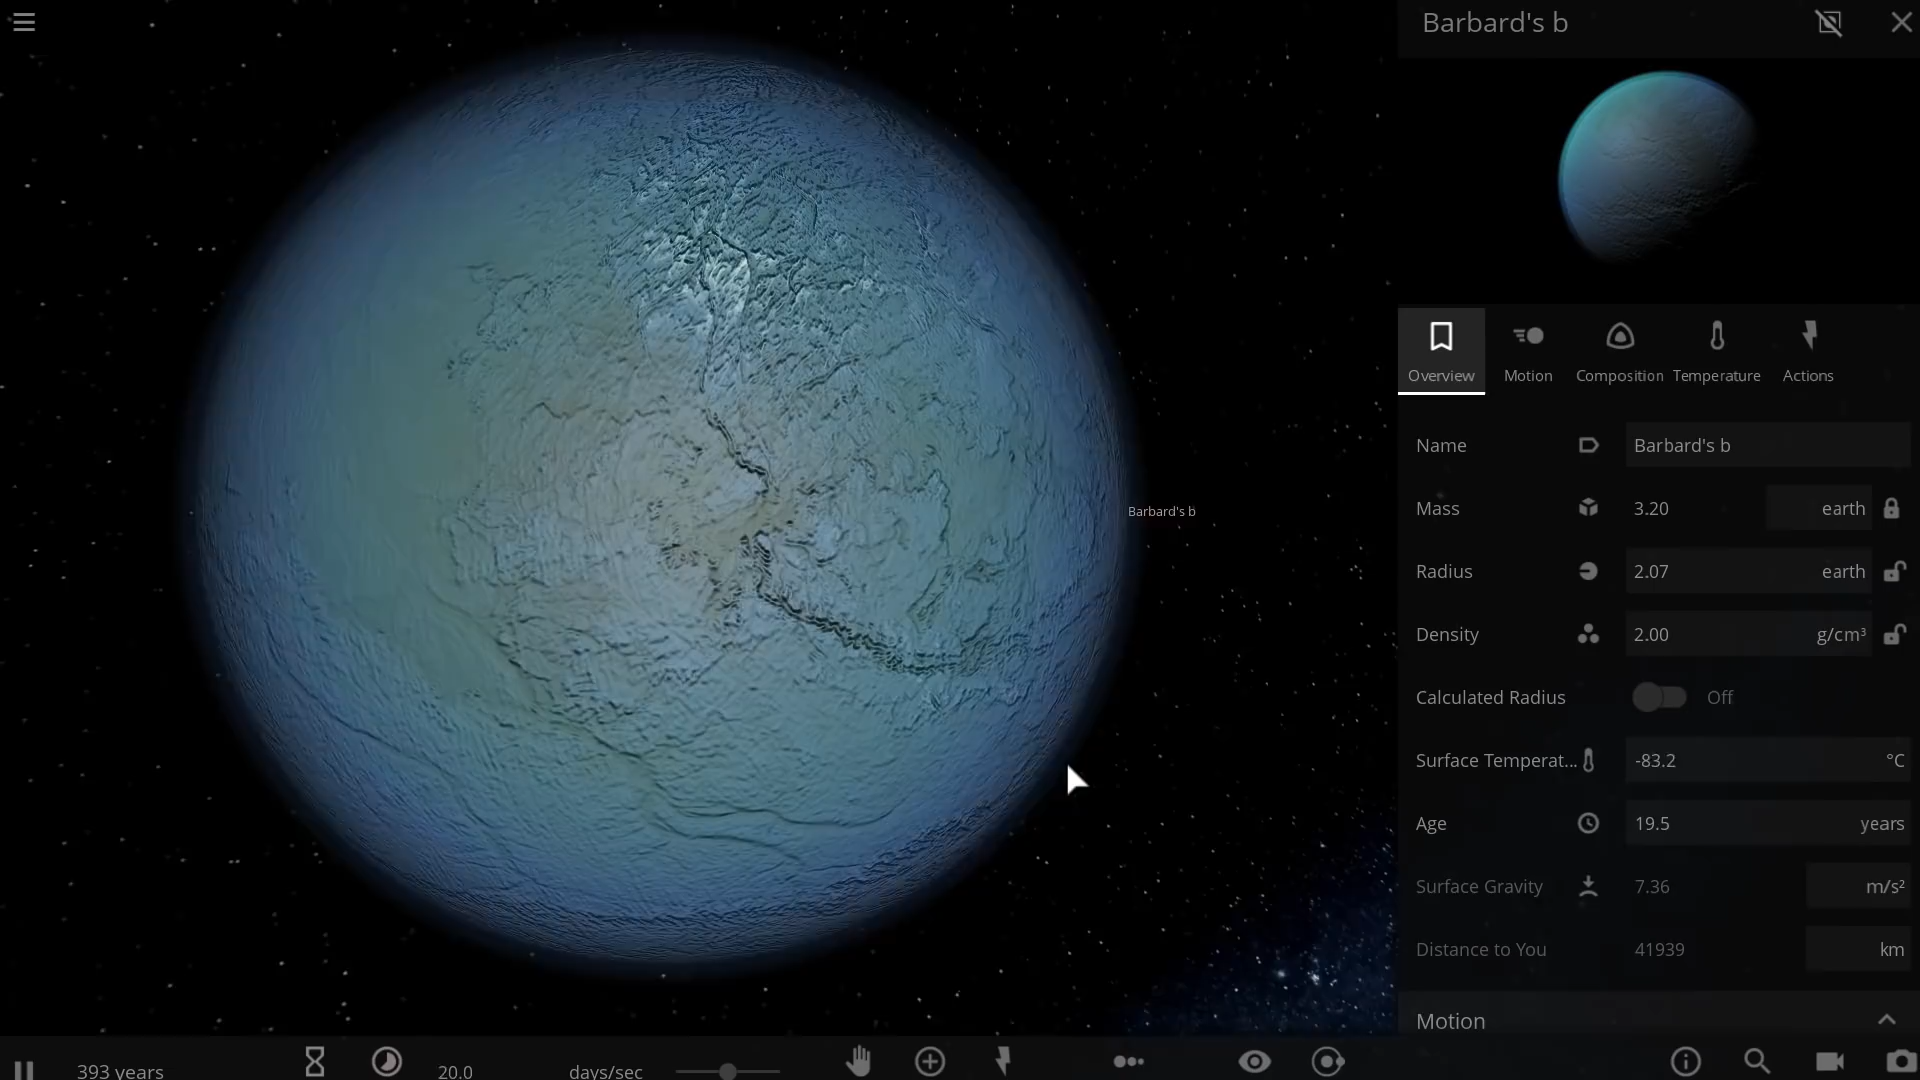 Barbard's b
Overview Motion Composition Temperature Actions
Name Barbard's b
Mass 3.20 earth
Barbard's b
Radius 2.07 earth
Density 2.00 g/cm³
Calculated Radius Off
Surface Temperat... -83.2 °C
Age 19.5 years
Surface Gravity 7.36 m/s²
Distance to You 41939 km
Motion
393 years 20.0 days/sec